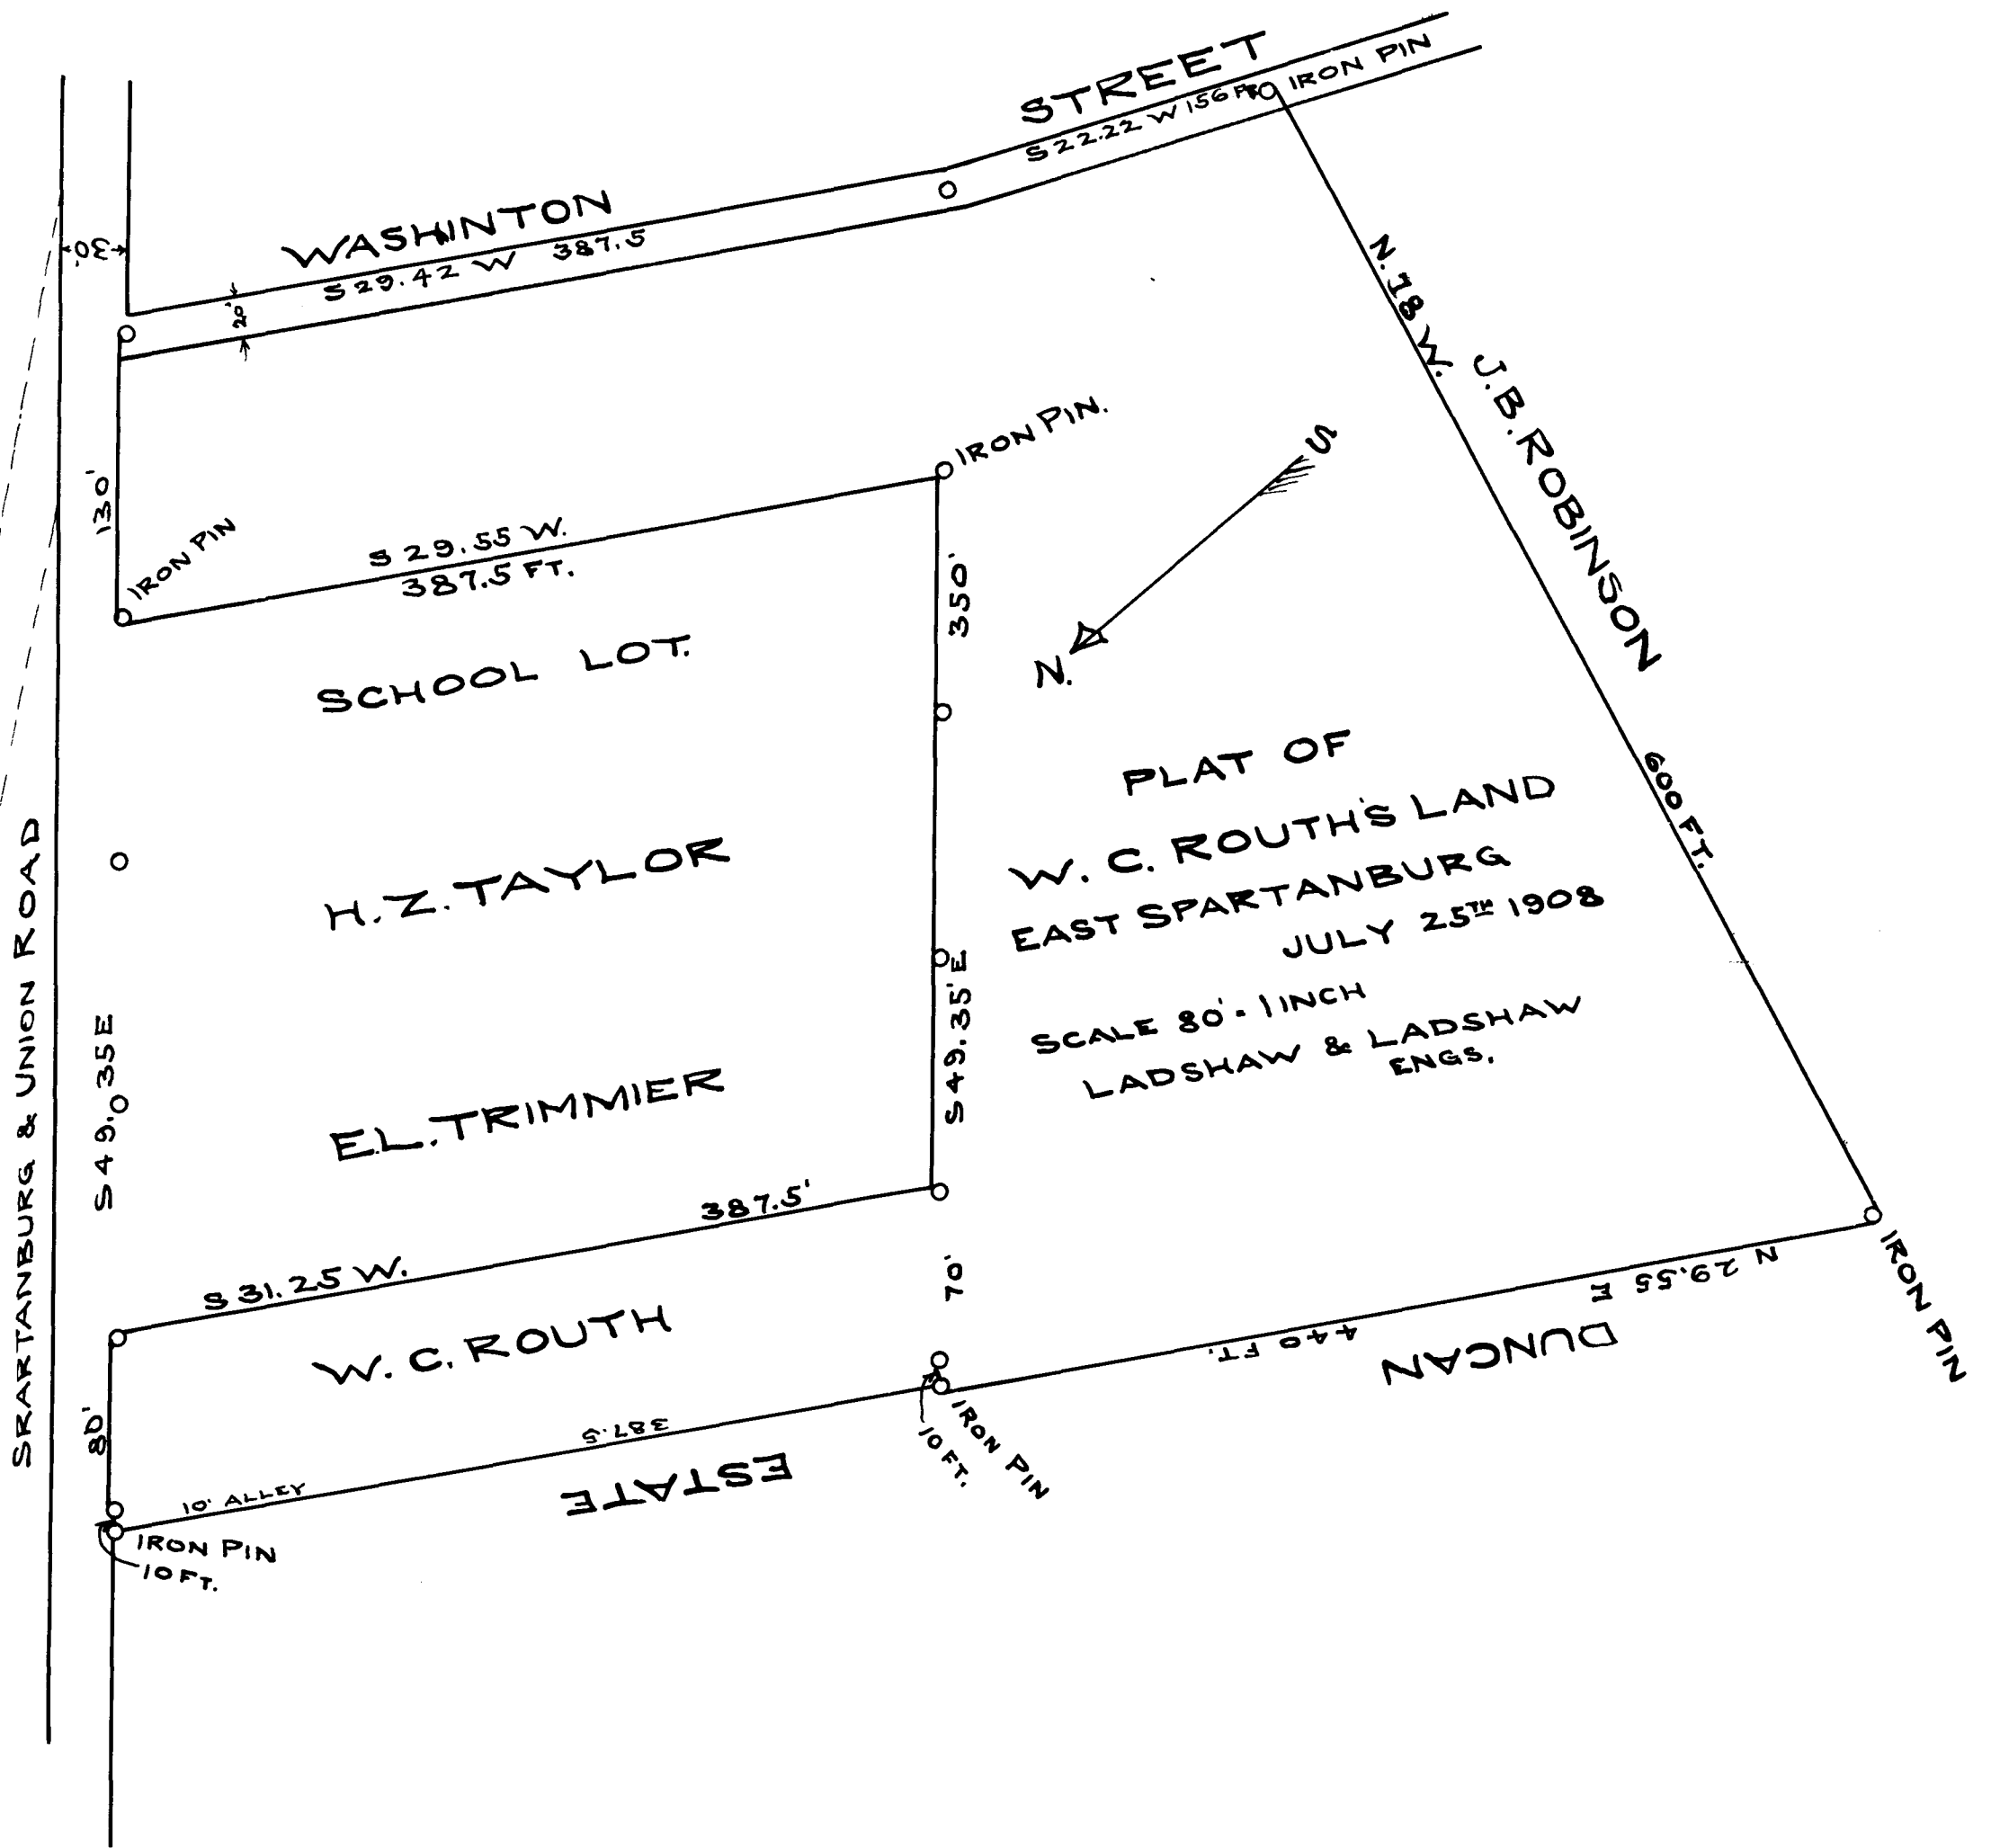 STREET
IRON PIN
S 22.22 W 156 FT.
WASHINTON
S 29.42 W 387.5
30'
20'
N. 18 W.
J. B. ROBINSON
600 FT.
130'
IRON PIN
IRON PIN.
S 29.55 W.
387.5 FT.
350'
S
N.
SCHOOL LOT.
H. Z. TAYLOR
E.L. TRIMMIER
PLAT OF
W. C. ROUTH'S LAND
EAST SPARTANBURG
JULY 25TH 1908
SCALE 80' - 1 INCH
LADSHAW & LADSHAW
ENGS.
SRARTANBURG & UNION ROAD
S 49.035 E
S 49.35' E
387.5'
S 31.25 W.
W. C. ROUTH
70'
80'
N 29.55 E
440 FT.
DUNCAN
IRON PIN
387.5
ESTATE
10 FT.
IRON PIN
10' ALLEY
IRON PIN
10 FT.